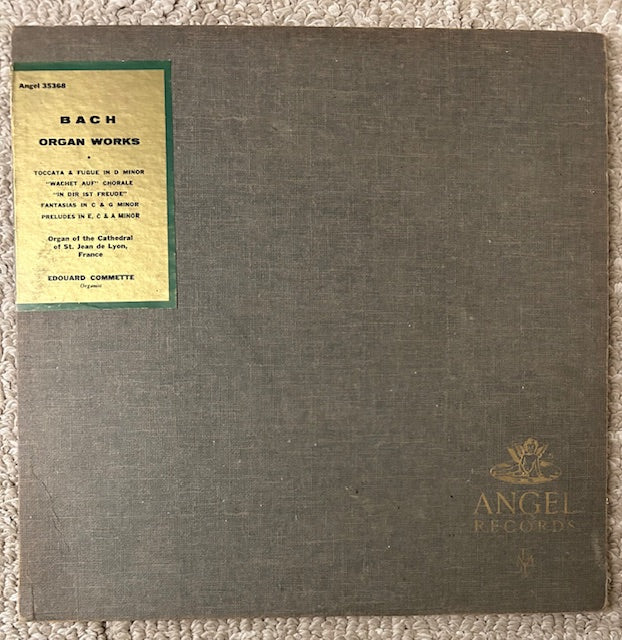 Angel 35368
BACH
ORGAN WORKS
TOCCATA & FUGUE IN D MINOR
"WACHET AUF" CHORALE
"IN DIR IST FREUDE"
FANTASIAS IN C & G MINOR
PRELUDES IN E, C & A MINOR
Organ of the Cathedral
of St. Jean de Lyon,
France
EDOUARD COMMETTE
Organist
ANGEL
RECORDS